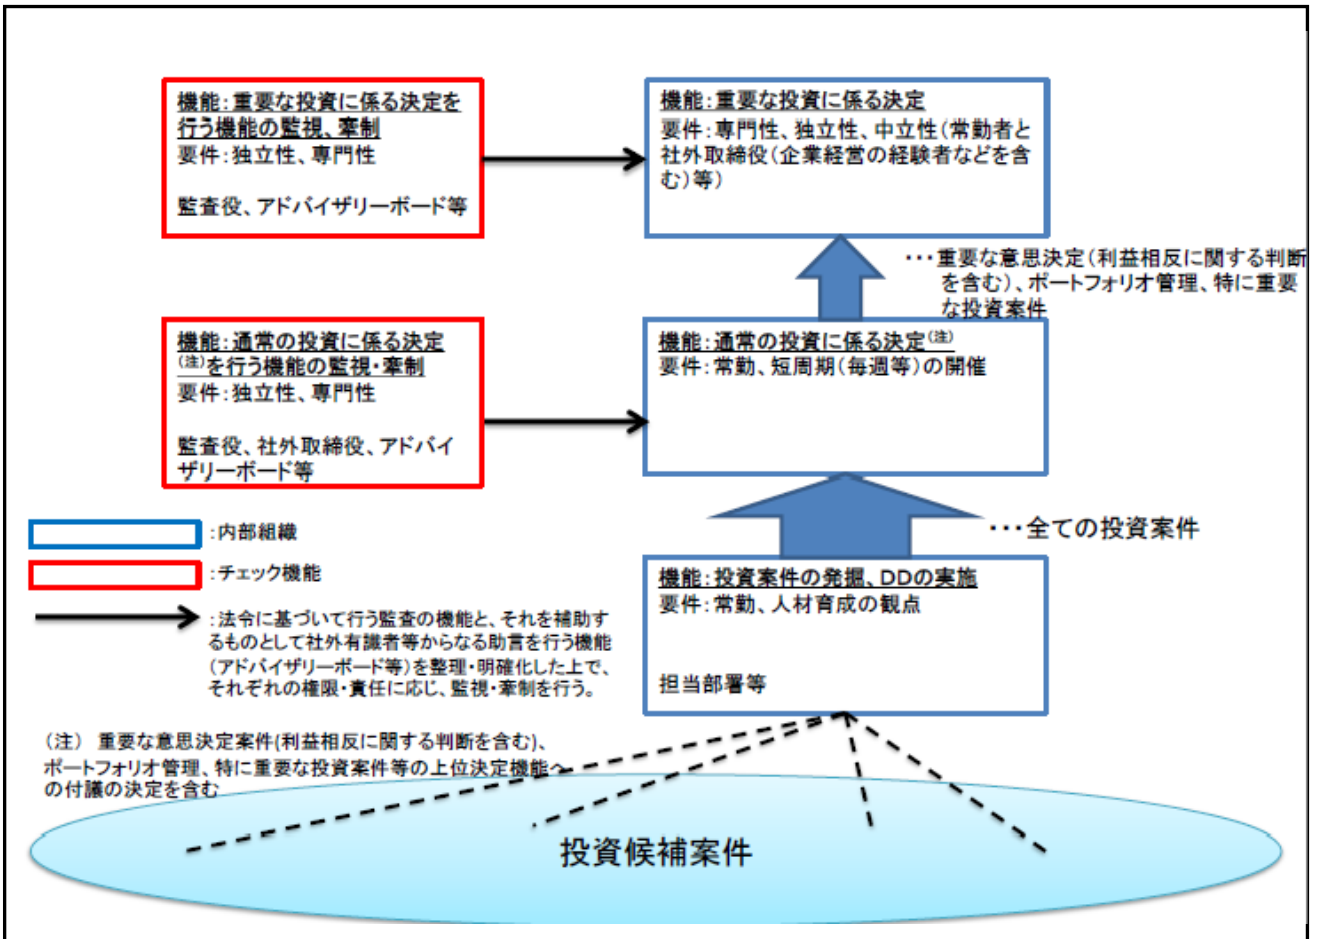 機能：重要な投資に係る決定を
行う機能の監視、牽制
要件：独立性、専門性
監査役、アドバイザリーボード等
機能：重要な投資に係る決定
要件：専門性、独立性、中立性（常勤者と
社外取締役（企業経営の経験者などを含
む）等）
・・・重要な意思決定（利益相反に関する判断
を含む）、ポートフォリオ管理、特に重要
な投資案件
機能：通常の投資に係る決定
（注）を行う機能の監視・牽制
要件：独立性、専門性
監査役、社外取締役、アドバイ
ザリーボード等
機能：通常の投資に係る決定（注）
要件：常勤、短周期（毎週等）の開催
・・・全ての投資案件
：内部組織
：チェック機能
：法令に基づいて行う監査の機能と、それを補助す
るものとして社外有識者等からなる助言を行う機能
（アドバイザリーボード等）を整理・明確化した上で、
それぞれの権限・責任に応じ、監視・牽制を行う。
機能：投資案件の発掘、DDの実施
要件：常勤、人材育成の観点
担当部署等
（注） 重要な意思決定案件(利益相反に関する判断を含む)、
ポートフォリオ管理、特に重要な投資案件等の上位決定機能へ
の付議の決定を含む
投資候補案件